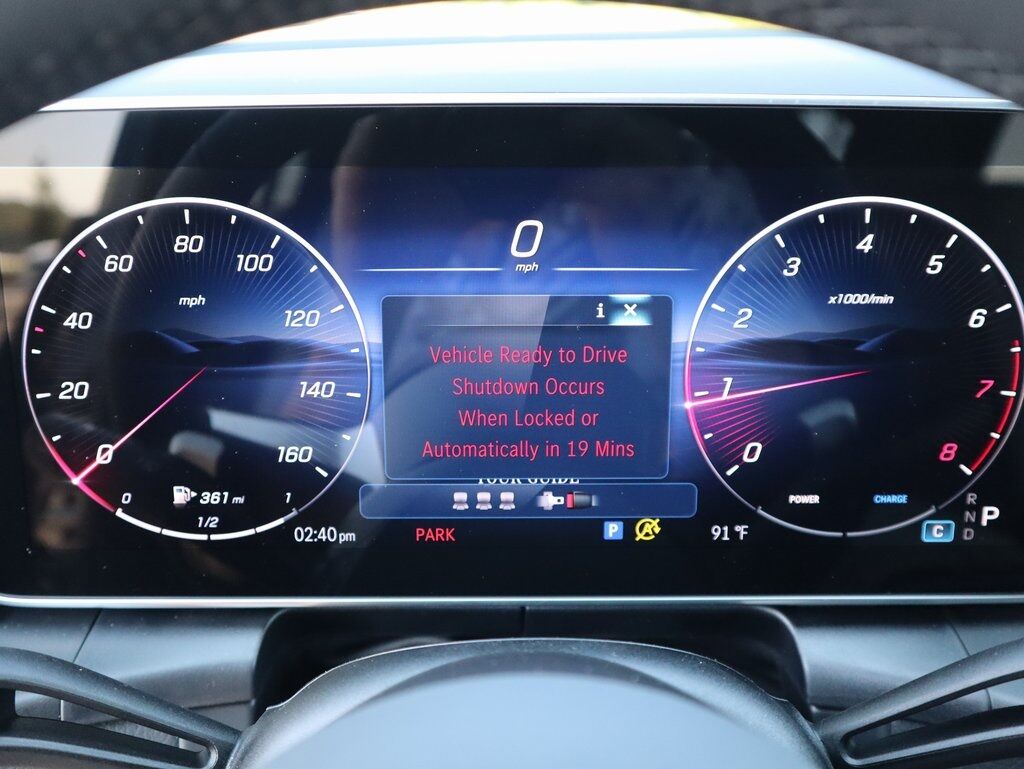 0
mph
i
Vehicle Ready to Drive
Shutdown Occurs
When Locked or
Automatically in 19 Mins
YOUR GUIDE
0 20 40 60 80 100 120 140 160
mph
0 1/2 1
361 mi
02:40 pm
PARK
P
A
91 °F
0 1 2 3 4 5 6 7 8
x1000/min
POWER
CHARGE
C
R
N
D
P